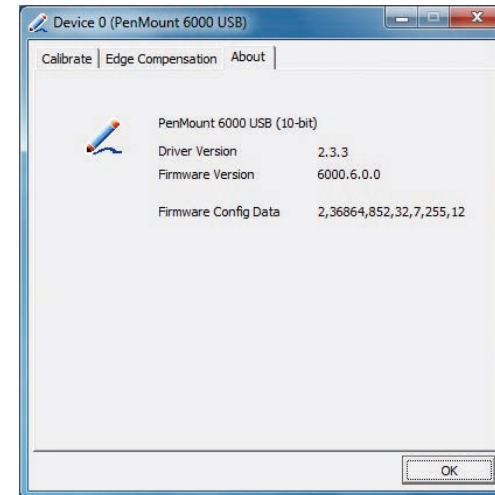 Device 0 (PenMount 6000 USB)
Calibrate Edge Compensation About
PenMount 6000 USB (10-bit)
Driver Version 2.3.3
Firmware Version 6000.6.0.0
Firmware Config Data 2,36864,852,32,7,255,12
OK